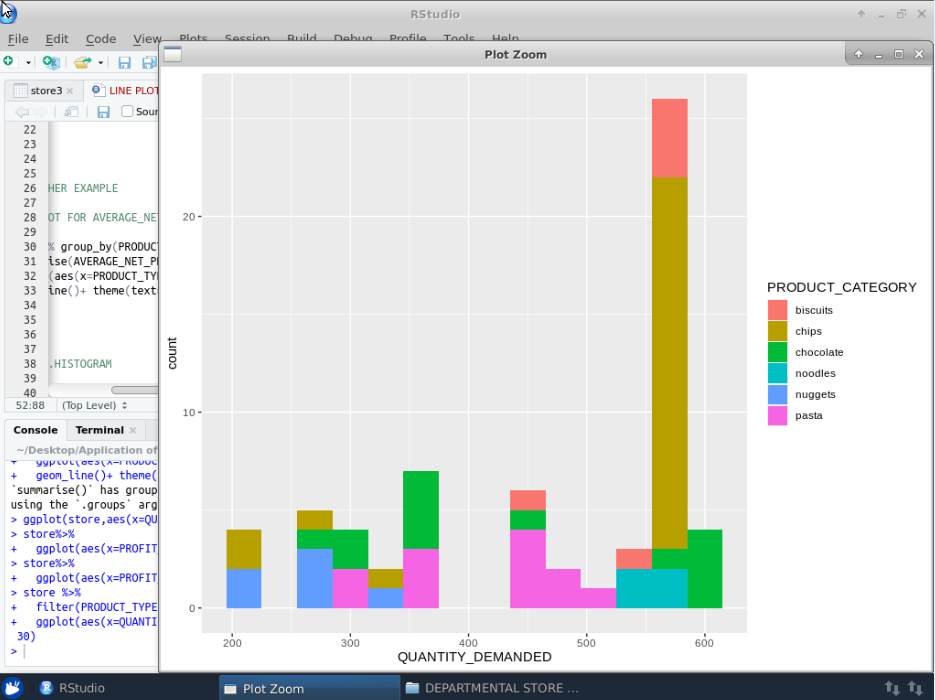 RStudio
File Edit Code View Plots Session Build Debug Profile Tools Help
Plot Zoom
store3 LINE PLOT
Sour
22
23
24
25
26 HER EXAMPLE
27
28 OT FOR AVERAGE_NE
29
30 % group_by(PRODUC
31 ise(AVERAGE_NET_P
32 (aes(x=PRODUCT_TY
33 ine()+ theme(text
34
35
36
37
38 .HISTOGRAM
39
40
52:88 (Top Level)
Console Terminal
~/Desktop/Application of
+ ggplot(aes(x=PRODUC
+ geom_line()+ theme(
`summarise()` has group
using the `.groups` arg
> ggplot(store,aes(x=QU
> store%>%
+ ggplot(aes(x=PROFIT
> store%>%
+ ggplot(aes(x=PROFIT
> store %>%
+ filter(PRODUCT_TYPE
+ ggplot(aes(x=QUANTI
30)
>
20
10
0
count
200 300 400 500 600
QUANTITY_DEMANDED
PRODUCT_CATEGORY
biscuits
chips
chocolate
noodles
nuggets
pasta
RStudio
Plot Zoom
DEPARTMENTAL STORE ...